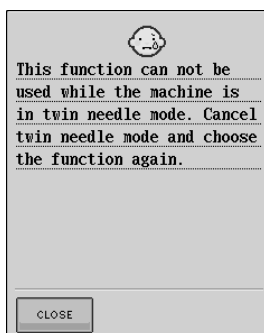 This function can not be
used while the machine is
in twin needle mode. Cancel
twin needle mode and choose
the function again.
CLOSE